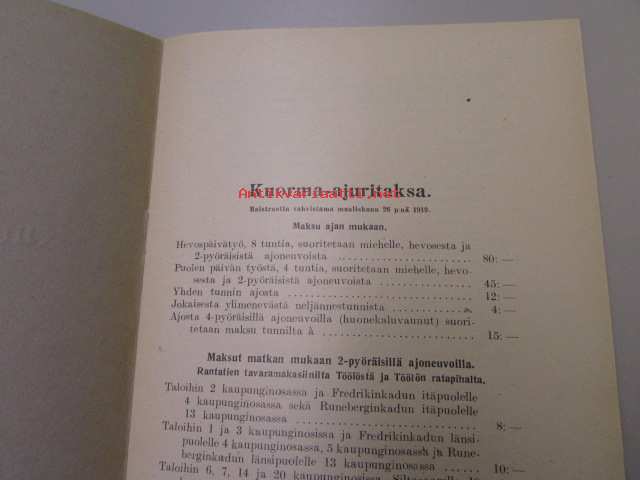 Kuorma-ajuritaksa.
Antikvariaatti.net
Maistraatin vahvistama maaliskuun 26 p:nä 1919.
Maksu ajan mukaan.
Hevospäivätyö, 8 tuntia, suoritetaan miehelle, hevosesta ja
2-pyöräisistä ajoneuvoista .................... 80: —
Puolen päivän työstä, 4 tuntia, suoritetaan miehelle, hevo-
sesta ja 2-pyöräisistä ajoneuvoista .............. 45: —
Yhden tunnin ajosta ........................... 12: —
Jokaisesta ylimenevästä neljännestunnista .......... 4: —
Ajosta 4-pyöräisillä ajoneuvoilla (huonekaluvaunut) suori-
tetaan maksu tunnilta à ........................ 15: —
Maksut matkan mukaan 2-pyöräisillä ajoneuvoilla.
Rantatien tavaramakasiinilta Töölöstä ja Töölön ratapihalta.
Taloihin 2 kaupunginosassa ja Fredrikinkadun itäpuolelle
4 kaupunginosassa sekä Runeberginkadun itäpuolelle
13 kaupunginosassa ........................... 8: —
Taloihin 1 ja 3 kaupunginosissa ja Fredrikinkadun länsi-
puolelle 4 kaupunginosassa, 5 kaupunginosassa ja Rune-
berginkadun länsipuolelle 13 kaupunginosassa ....... 10: —
Taloihin 6, 7, 14 ja 20 kaupunginosissa,